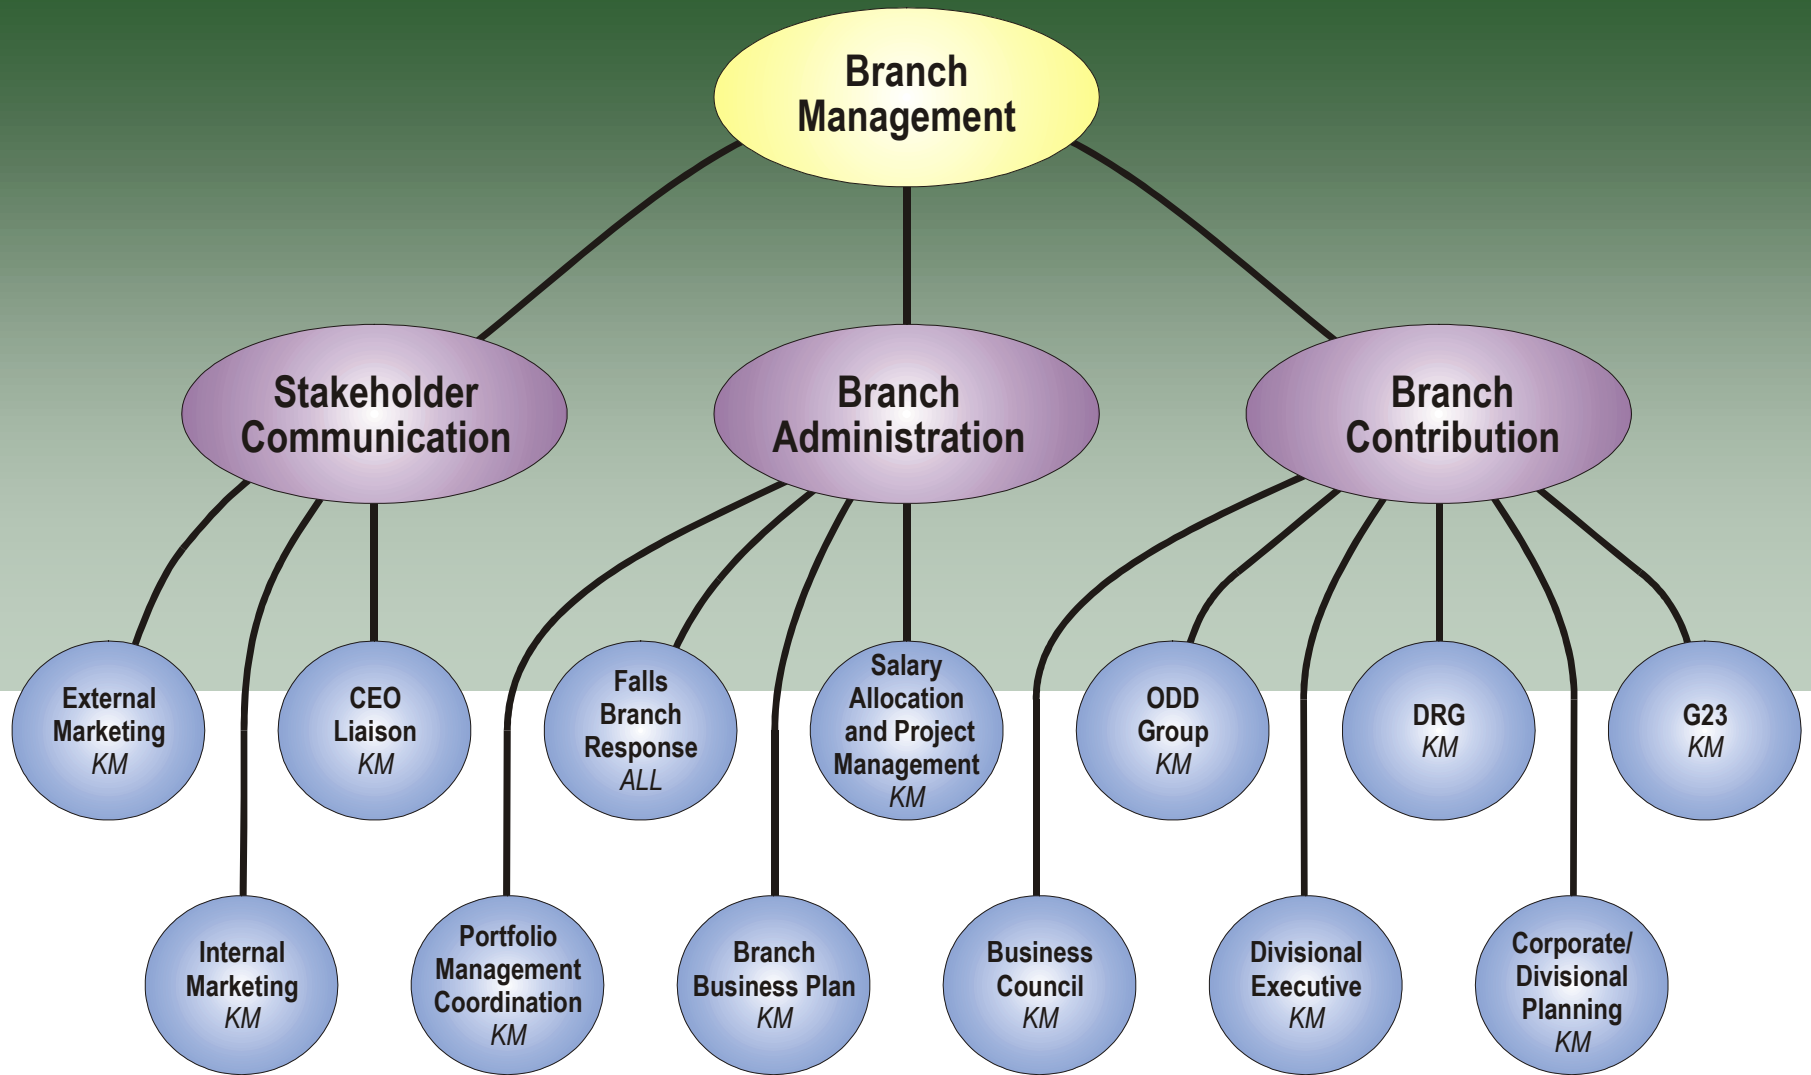 Branch
Management
Stakeholder
Communication
Branch
Administration
Branch
Contribution
External
Marketing
KM
CEO
Liaison
KM
Falls
Branch
Response
ALL
Salary
Allocation
and Project
Management
KM
ODD
Group
KM
DRG
KM
G23
KM
Internal
Marketing
KM
Portfolio
Management
Coordination
KM
Branch
Business Plan
KM
Business
Council
KM
Divisional
Executive
KM
Corporate/
Divisional
Planning
KM